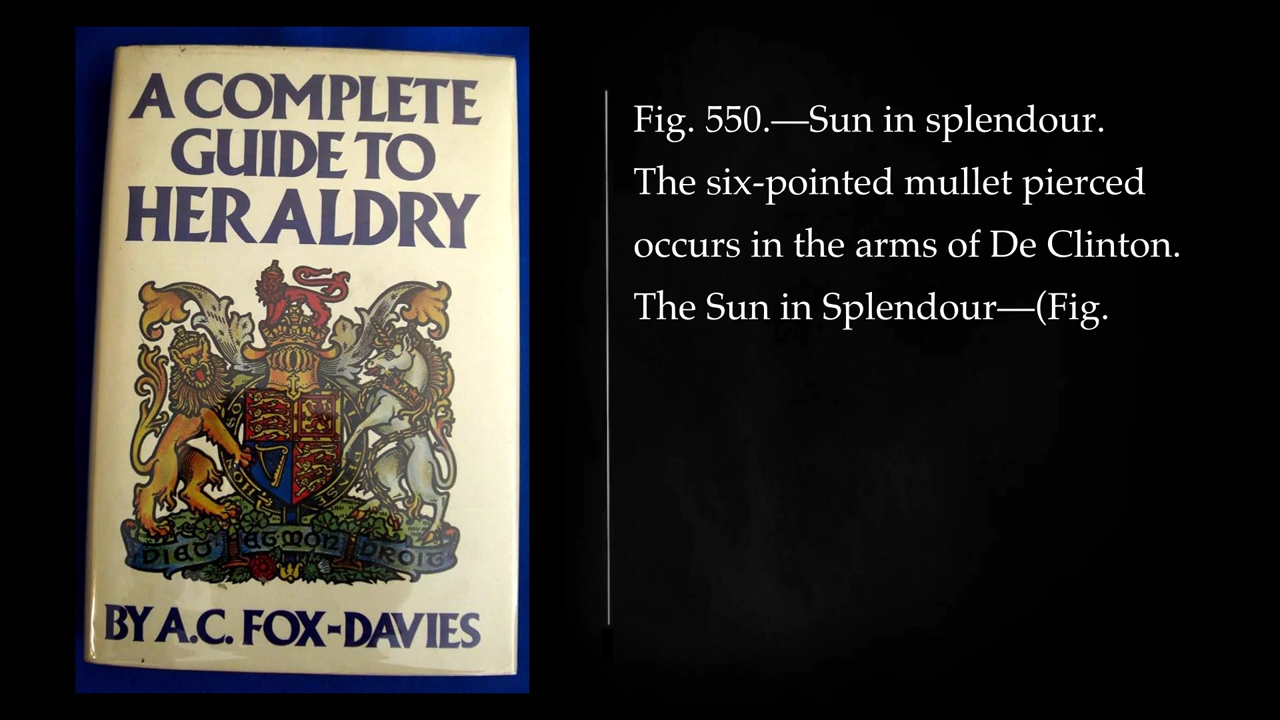 A COMPLETE
GUIDE TO
HERALDRY
DIEU ET MON DROIT
BY A.C. FOX-DAVIES
Fig. 550.—Sun in splendour.
The six-pointed mullet pierced
occurs in the arms of De Clinton.
The Sun in Splendour—(Fig.